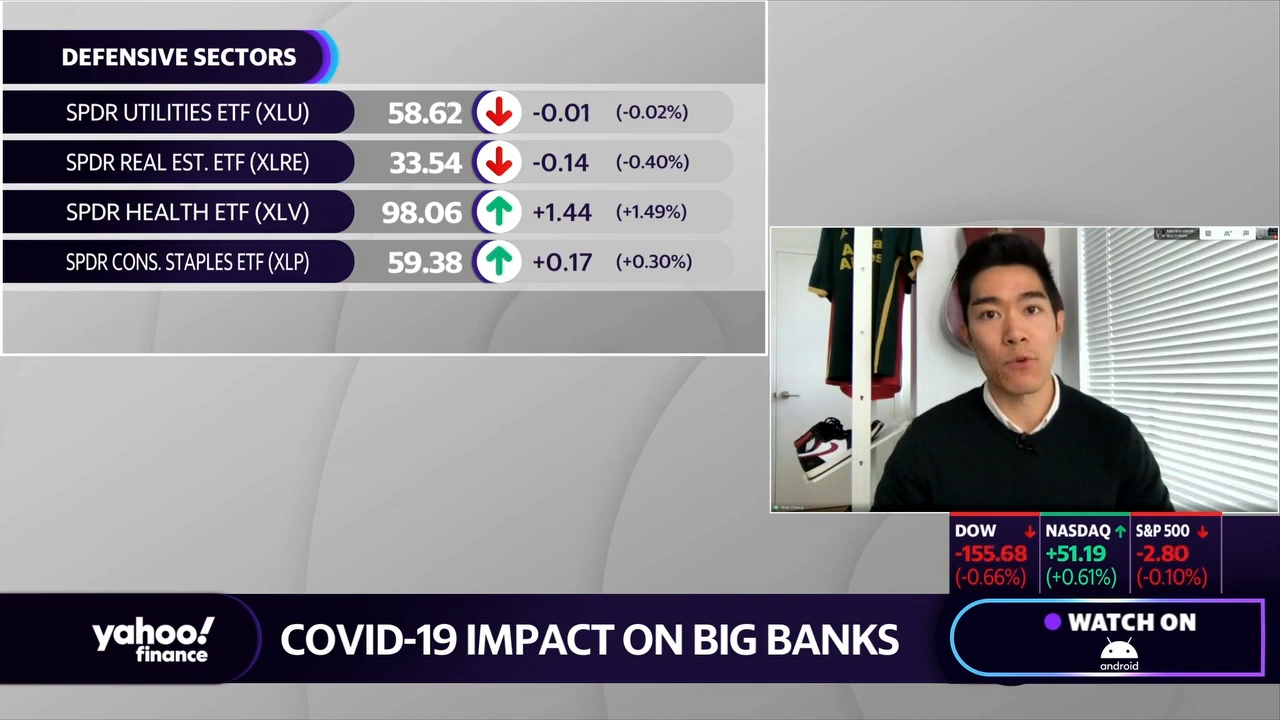 DEFENSIVE SECTORS
SPDR UTILITIES ETF (XLU) 58.62 -0.01 (-0.02%)
SPDR REAL EST. ETF (XLRE) 33.54 -0.14 (-0.40%)
SPDR HEALTH ETF (XLV) 98.06 +1.44 (+1.49%)
SPDR CONS. STAPLES ETF (XLP) 59.38 +0.17 (+0.30%)
DOW NASDAQ S&P 500
-155.68 +51.19 -2.80
(-0.66%) (+0.61%) (-0.10%)
yahoo!
finance
COVID-19 IMPACT ON BIG BANKS
WATCH ON
android